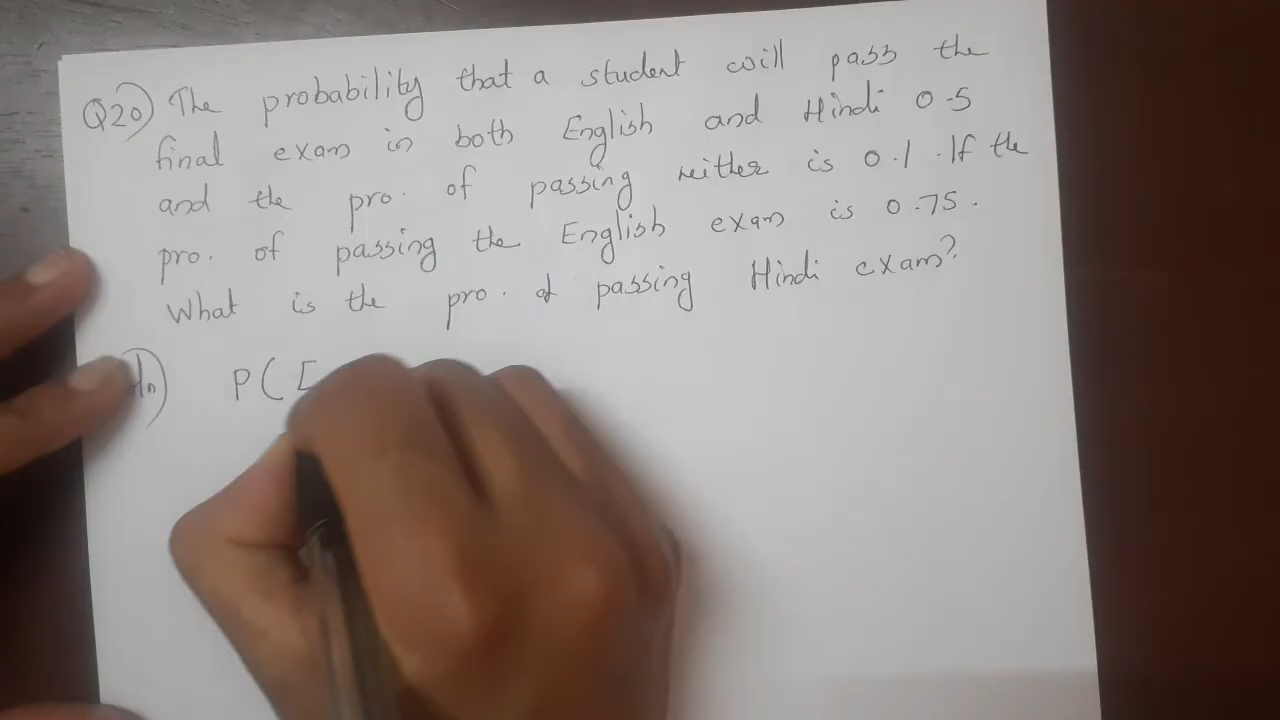 Q20) The probability that a student will pass the
final exam in both English and Hindi 0.5
and the pro. of passing neither is 0.1. If the
pro. of passing the English exam is 0.75.
What is the pro. of passing Hindi exam?
P(